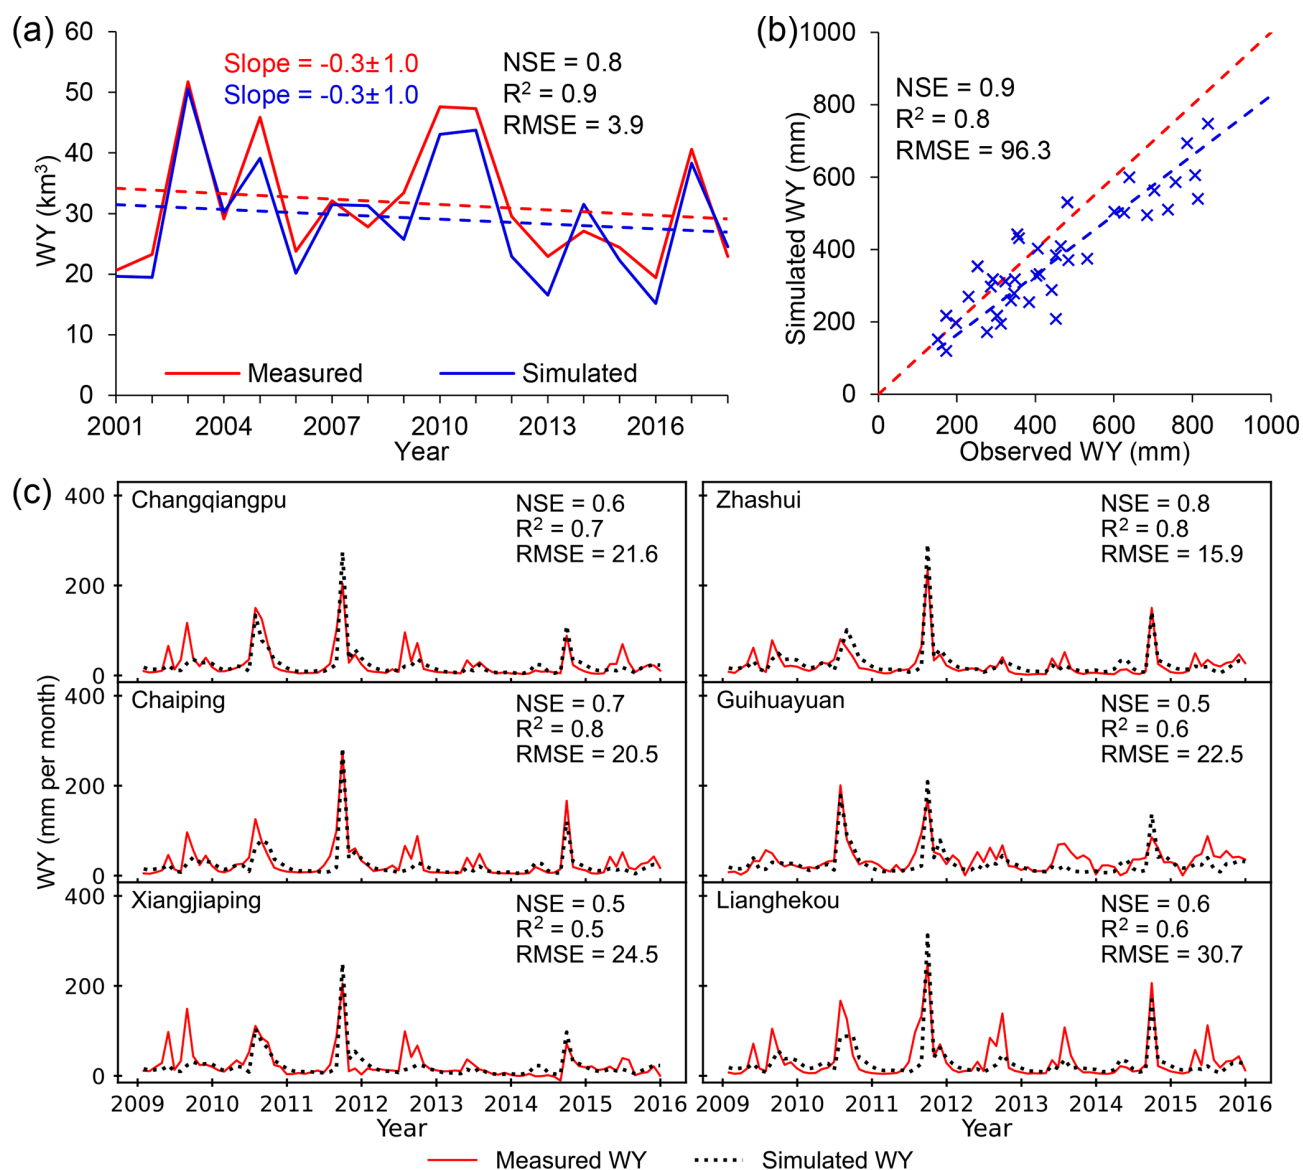 (a)
60
50
40
30
20
10
0
WY (km³)
Slope = -0.3±1.0
Slope = -0.3±1.0
NSE = 0.8
R² = 0.9
RMSE = 3.9
Measured
Simulated
2001 2004 2007 2010 2013 2016
Year
(b)
1000
800
600
400
200
0
Simulated WY (mm)
NSE = 0.9
R² = 0.8
RMSE = 96.3
0 200 400 600 800 1000
Observed WY (mm)
(c)
WY (mm per month)
400
200
0
Changqiangpu
NSE = 0.6
R² = 0.7
RMSE = 21.6
Zhashui
NSE = 0.8
R² = 0.8
RMSE = 15.9
400
200
0
Chaiping
NSE = 0.7
R² = 0.8
RMSE = 20.5
Guihuayuan
NSE = 0.5
R² = 0.6
RMSE = 22.5
400
200
0
Xiangjiaping
NSE = 0.5
R² = 0.5
RMSE = 24.5
Lianghekou
NSE = 0.6
R² = 0.6
RMSE = 30.7
2009 2010 2011 2012 2013 2014 2015 2016
Year
2009 2010 2011 2012 2013 2014 2015 2016
Year
Measured WY
Simulated WY